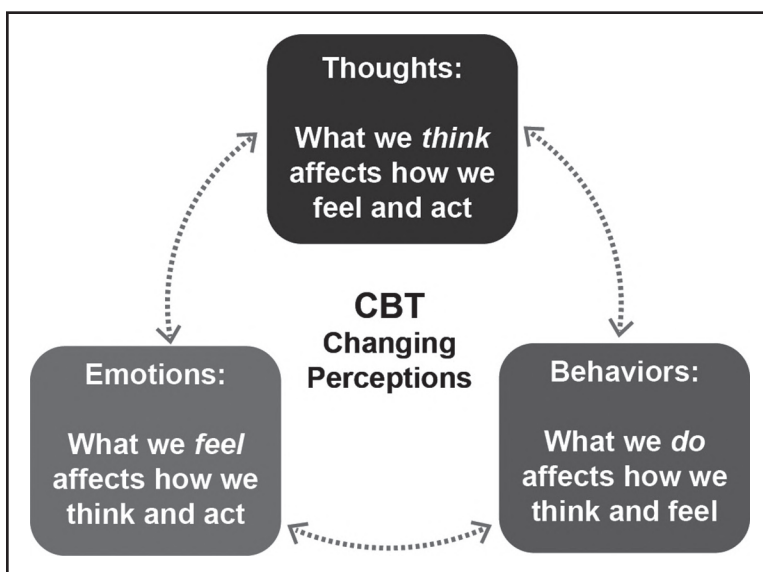 Thoughts:
What we think
affects how we
feel and act
CBT
Changing
Perceptions
Emotions:
What we feel
affects how we
think and act
Behaviors:
What we do
affects how we
think and feel